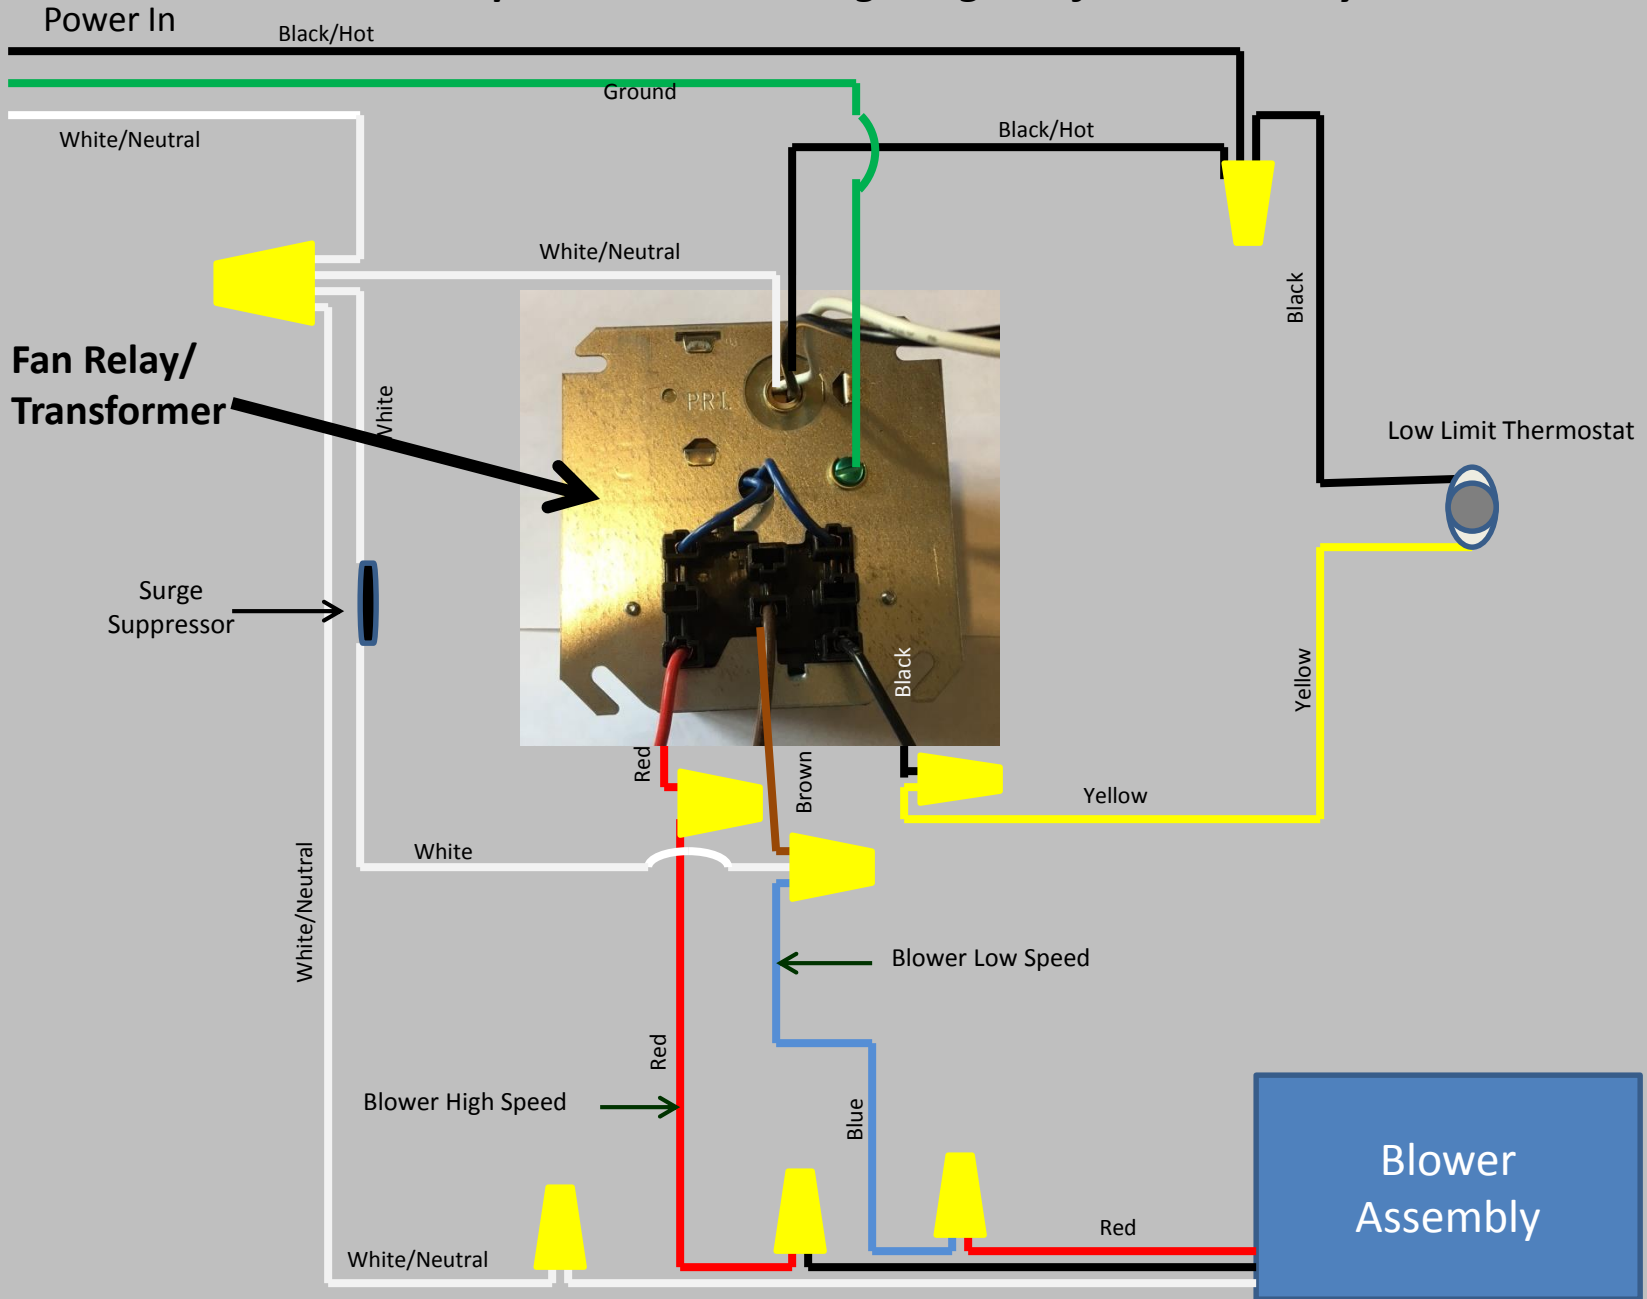 Power In
Black/Hot
Ground
White/Neutral
Black/Hot
White/Neutral
Black
Fan Relay/
Transformer
White
PRI.
Low Limit Thermostat
Surge
Suppressor
Black
Yellow
Red
Brown
Yellow
White
White/Neutral
Blower Low Speed
Red
Blower High Speed
Blue
Blower
Assembly
Red
White/Neutral